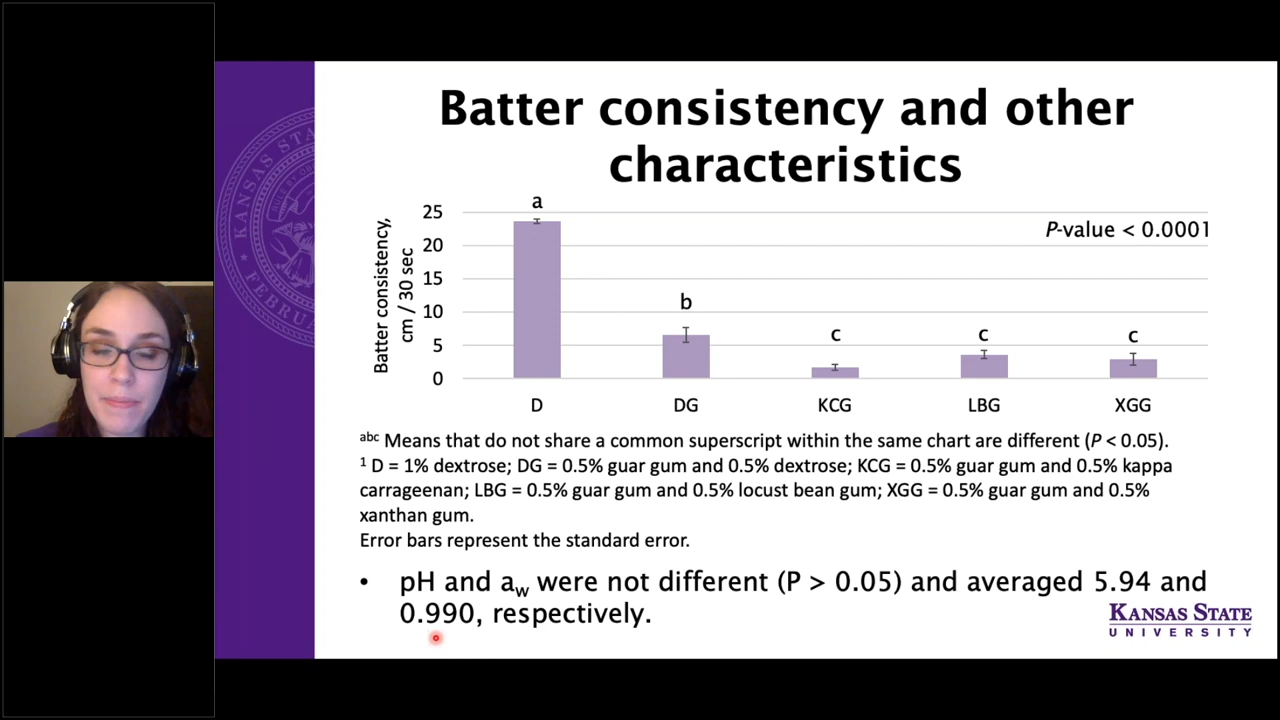 Batter consistency and other
characteristics
Batter consistency,
cm / 30 sec
25
20
15
10
5
0
a
b
c
c
c
P-value < 0.0001
D
DG
KCG
LBG
XGG
abc Means that do not share a common superscript within the same chart are different (P < 0.05).
1 D = 1% dextrose; DG = 0.5% guar gum and 0.5% dextrose; KCG = 0.5% guar gum and 0.5% kappa
carrageenan; LBG = 0.5% guar gum and 0.5% locust bean gum; XGG = 0.5% guar gum and 0.5%
xanthan gum.
Error bars represent the standard error.
• pH and aw were not different (P > 0.05) and averaged 5.94 and
0.990, respectively.
KANSAS STATE
UNIVERSITY
KANSAS STA
FEBRU